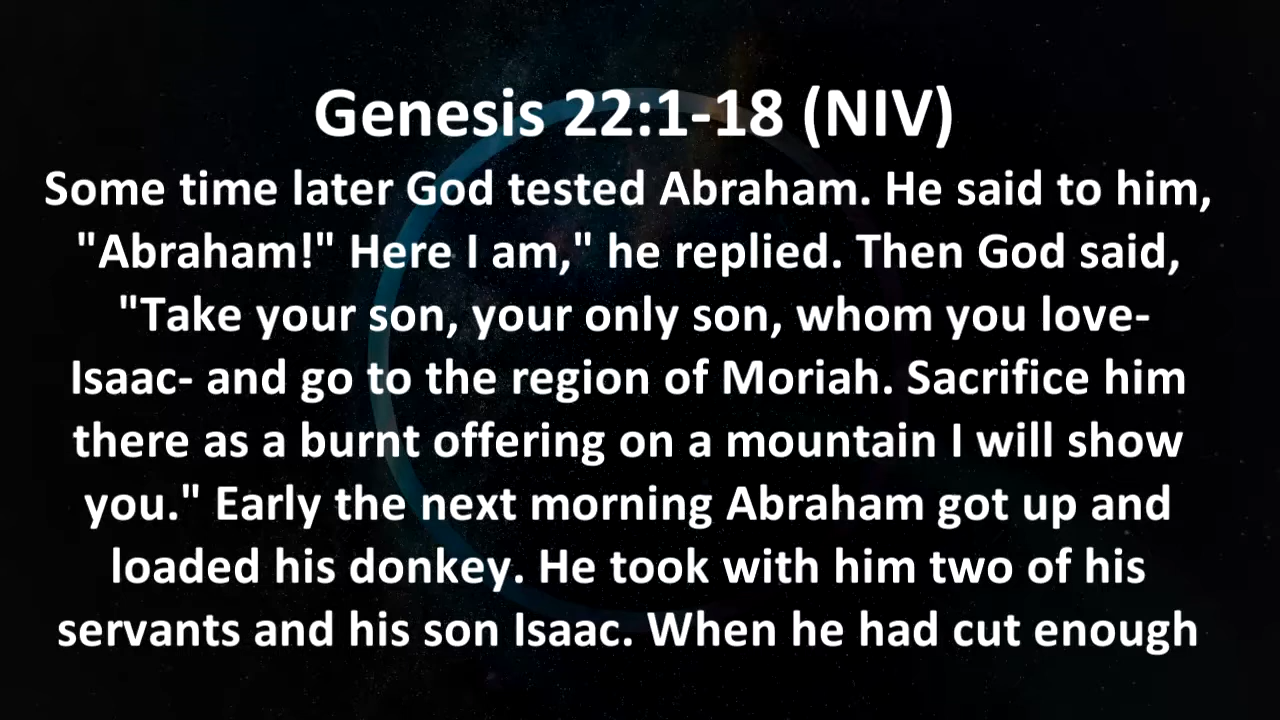 Genesis 22:1-18 (NIV)
Some time later God tested Abraham. He said to him,
"Abraham!" Here I am," he replied. Then God said,
"Take your son, your only son, whom you love-
Isaac- and go to the region of Moriah. Sacrifice him
there as a burnt offering on a mountain I will show
you." Early the next morning Abraham got up and
loaded his donkey. He took with him two of his
servants and his son Isaac. When he had cut enough